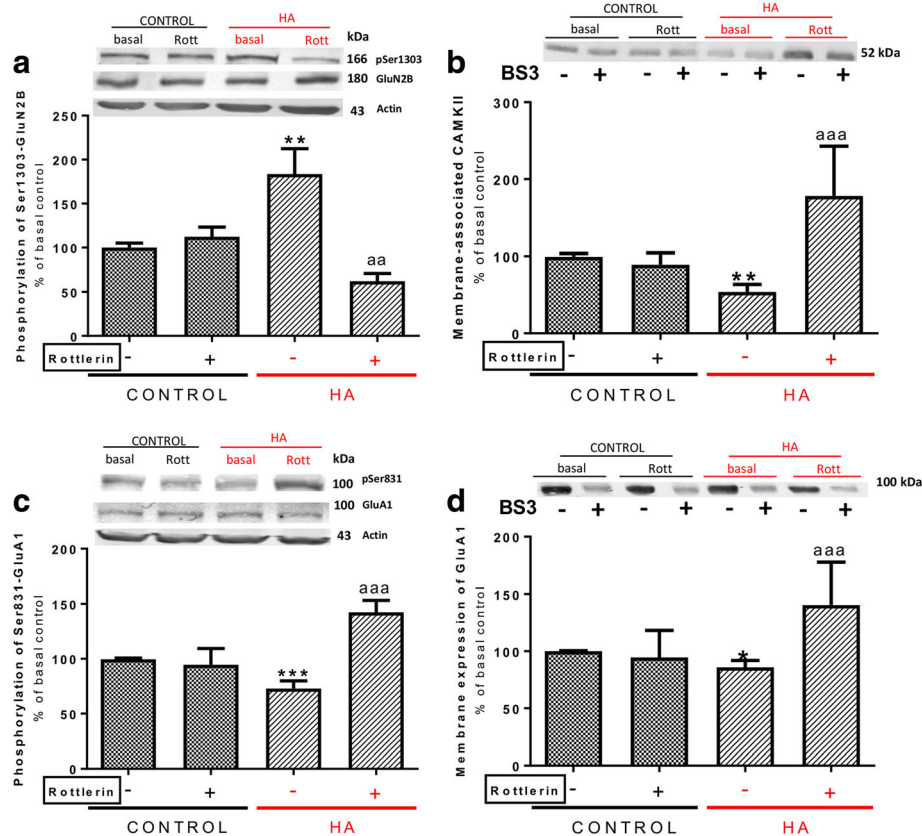 a
CONTROL HA
basal Rott basal Rott kDa
166 pSer1303
180 GluN2B
43 Actin
Phosphorylation of Ser1303-GluN2B
% of basal control
250
200
150
100
50
0
** aa
Rottlerin - + - +
CONTROL HA
b
CONTROL HA
basal Rott basal Rott
52 kDa
BS3 - + - + - + - +
Membrane-associated CAMKII
% of basal control
300
200
100
0
** aaa
Rottlerin - + - +
CONTROL HA
c
CONTROL HA
basal Rott basal Rott kDa
100 pSer831
100 GluA1
43 Actin
Phosphorylation of Ser831-GluA1
% of basal control
200
150
100
50
0
*** aaa
Rottlerin - + - +
CONTROL HA
d
CONTROL HA
basal Rott basal Rott
100 kDa
BS3 - + - + - + - +
Membrane expression of GluA1
% of basal control
200
150
100
50
0
* aaa
Rottlerin - + - +
CONTROL HA